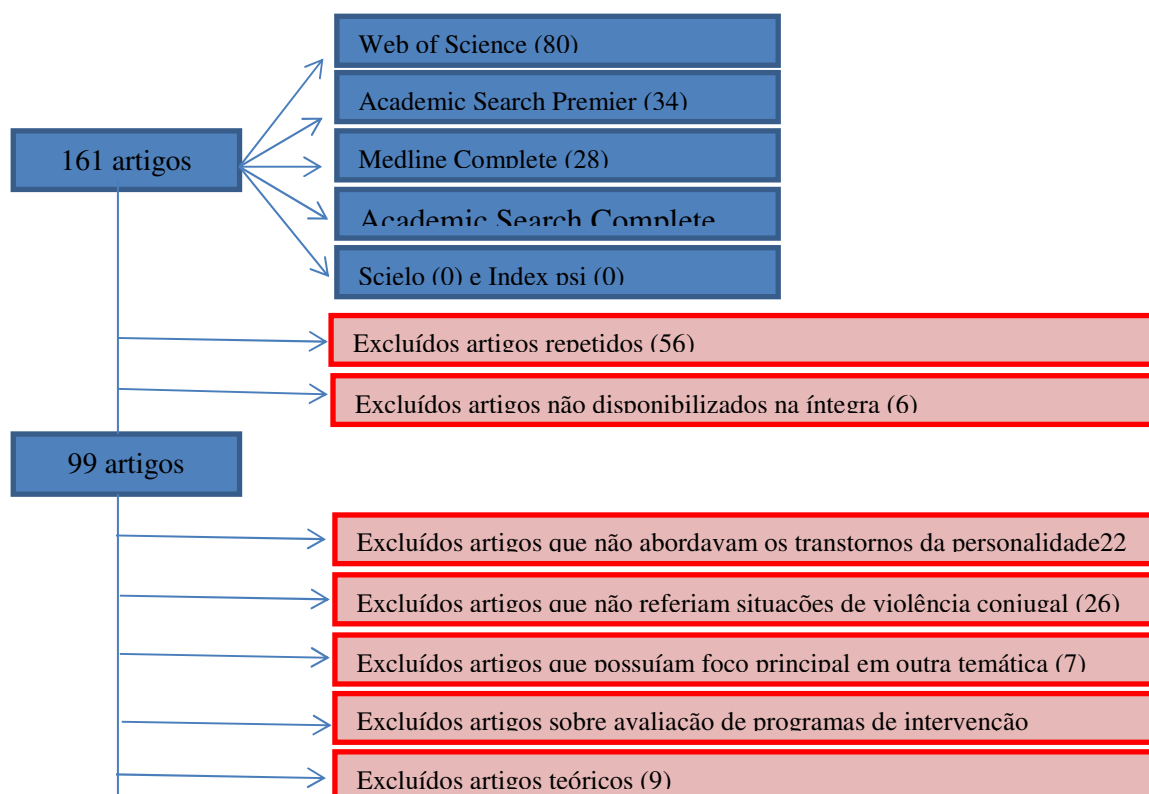 Web of Science (80)
Academic Search Premier (34)
161 artigos
Medline Complete (28)
Academic Search Complete
Scielo (0) e Index psi (0)
Excluídos artigos repetidos (56)
Excluídos artigos não disponibilizados na íntegra (6)
99 artigos
Excluídos artigos que não abordavam os transtornos da personalidade22
Excluídos artigos que não referiam situações de violência conjugal (26)
Excluídos artigos que possuíam foco principal em outra temática (7)
Excluídos artigos sobre avaliação de programas de intervenção
Excluídos artigos teóricos (9)